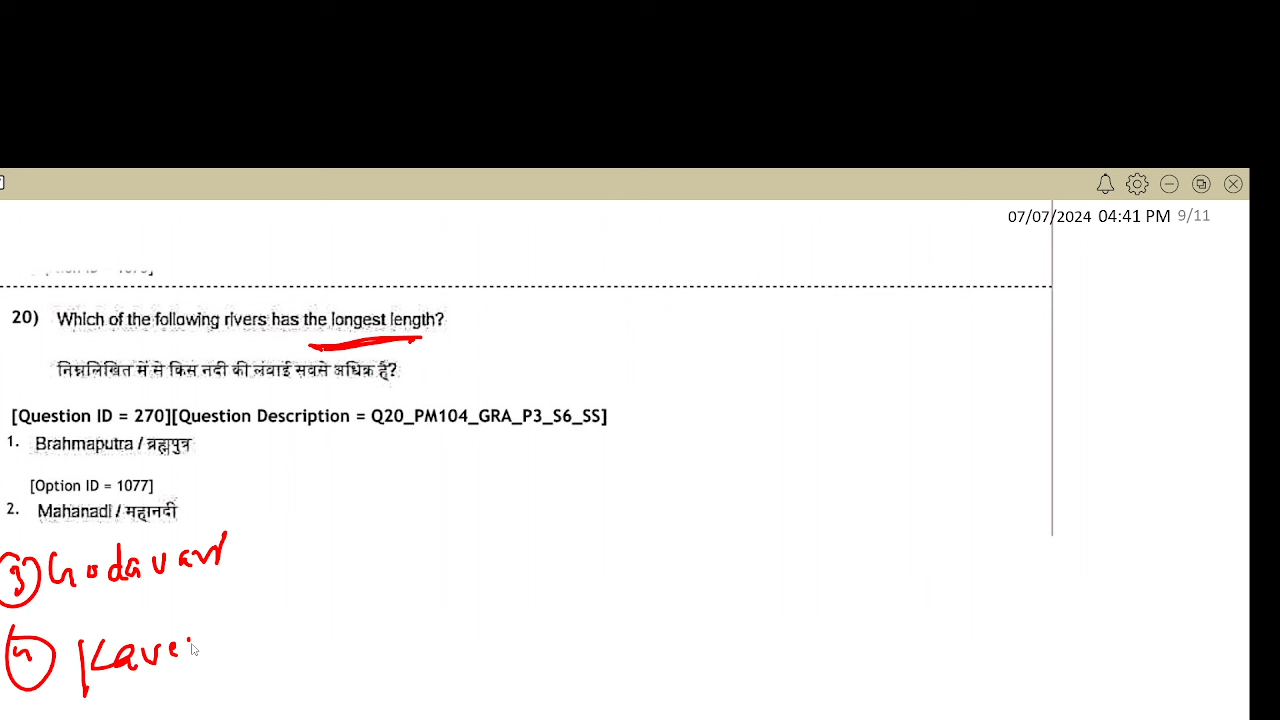 07/07/2024 04:41 PM 9/11
20) Which of the following rivers has the longest length?
निम्नलिखित में से किस नदी की लंबाई सबसे अधिक है?
[Question ID = 270][Question Description = Q20_PM104_GRA_P3_S6_SS]
1. Brahmaputra / ब्रह्मपुत्र
[Option ID = 1077]
2. Mahanadi / महानदी
3 Godavari
4 Kave